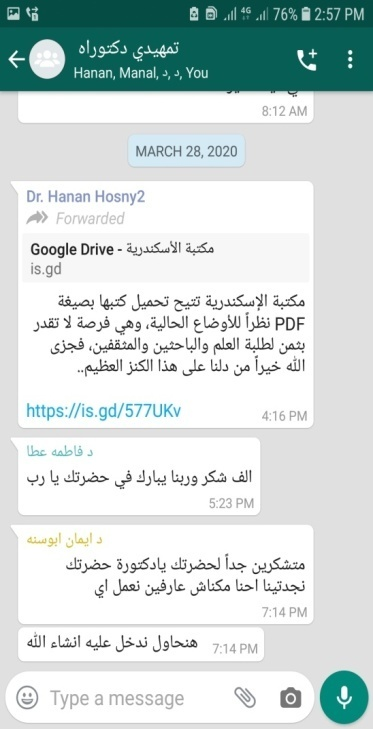 4G 76% 2:57 PM
تمهيدي دكتوراه
Hanan, Manal, د, د, You
8:12 AM
MARCH 28, 2020
Dr. Hanan Hosny2
Forwarded
Google Drive - مكتبة الأسكندرية
is.gd
مكتبة الإسكندرية تتيح تحميل كتبها بصيغة
PDF نظراً للأوضاع الحالية، وهي فرصة لا تقدر
بثمن لطلبة العلم والباحثين والمثقفين، فجزى
الله خيراً من دلنا على هذا الكنز العظيم..
https://is.gd/577UKv
4:16 PM
د فاطمه عطا
الف شكر وربنا يبارك في حضرتك يا رب
5:23 PM
د ايمان ابوسنه
متشكرين جداً لحضرتك يادكتورة حضرتك
نجدتينا احنا مكناش عارفين نعمل اي
7:14 PM
هنحاول ندخل عليه انشاء الله
7:14 PM
Type a message